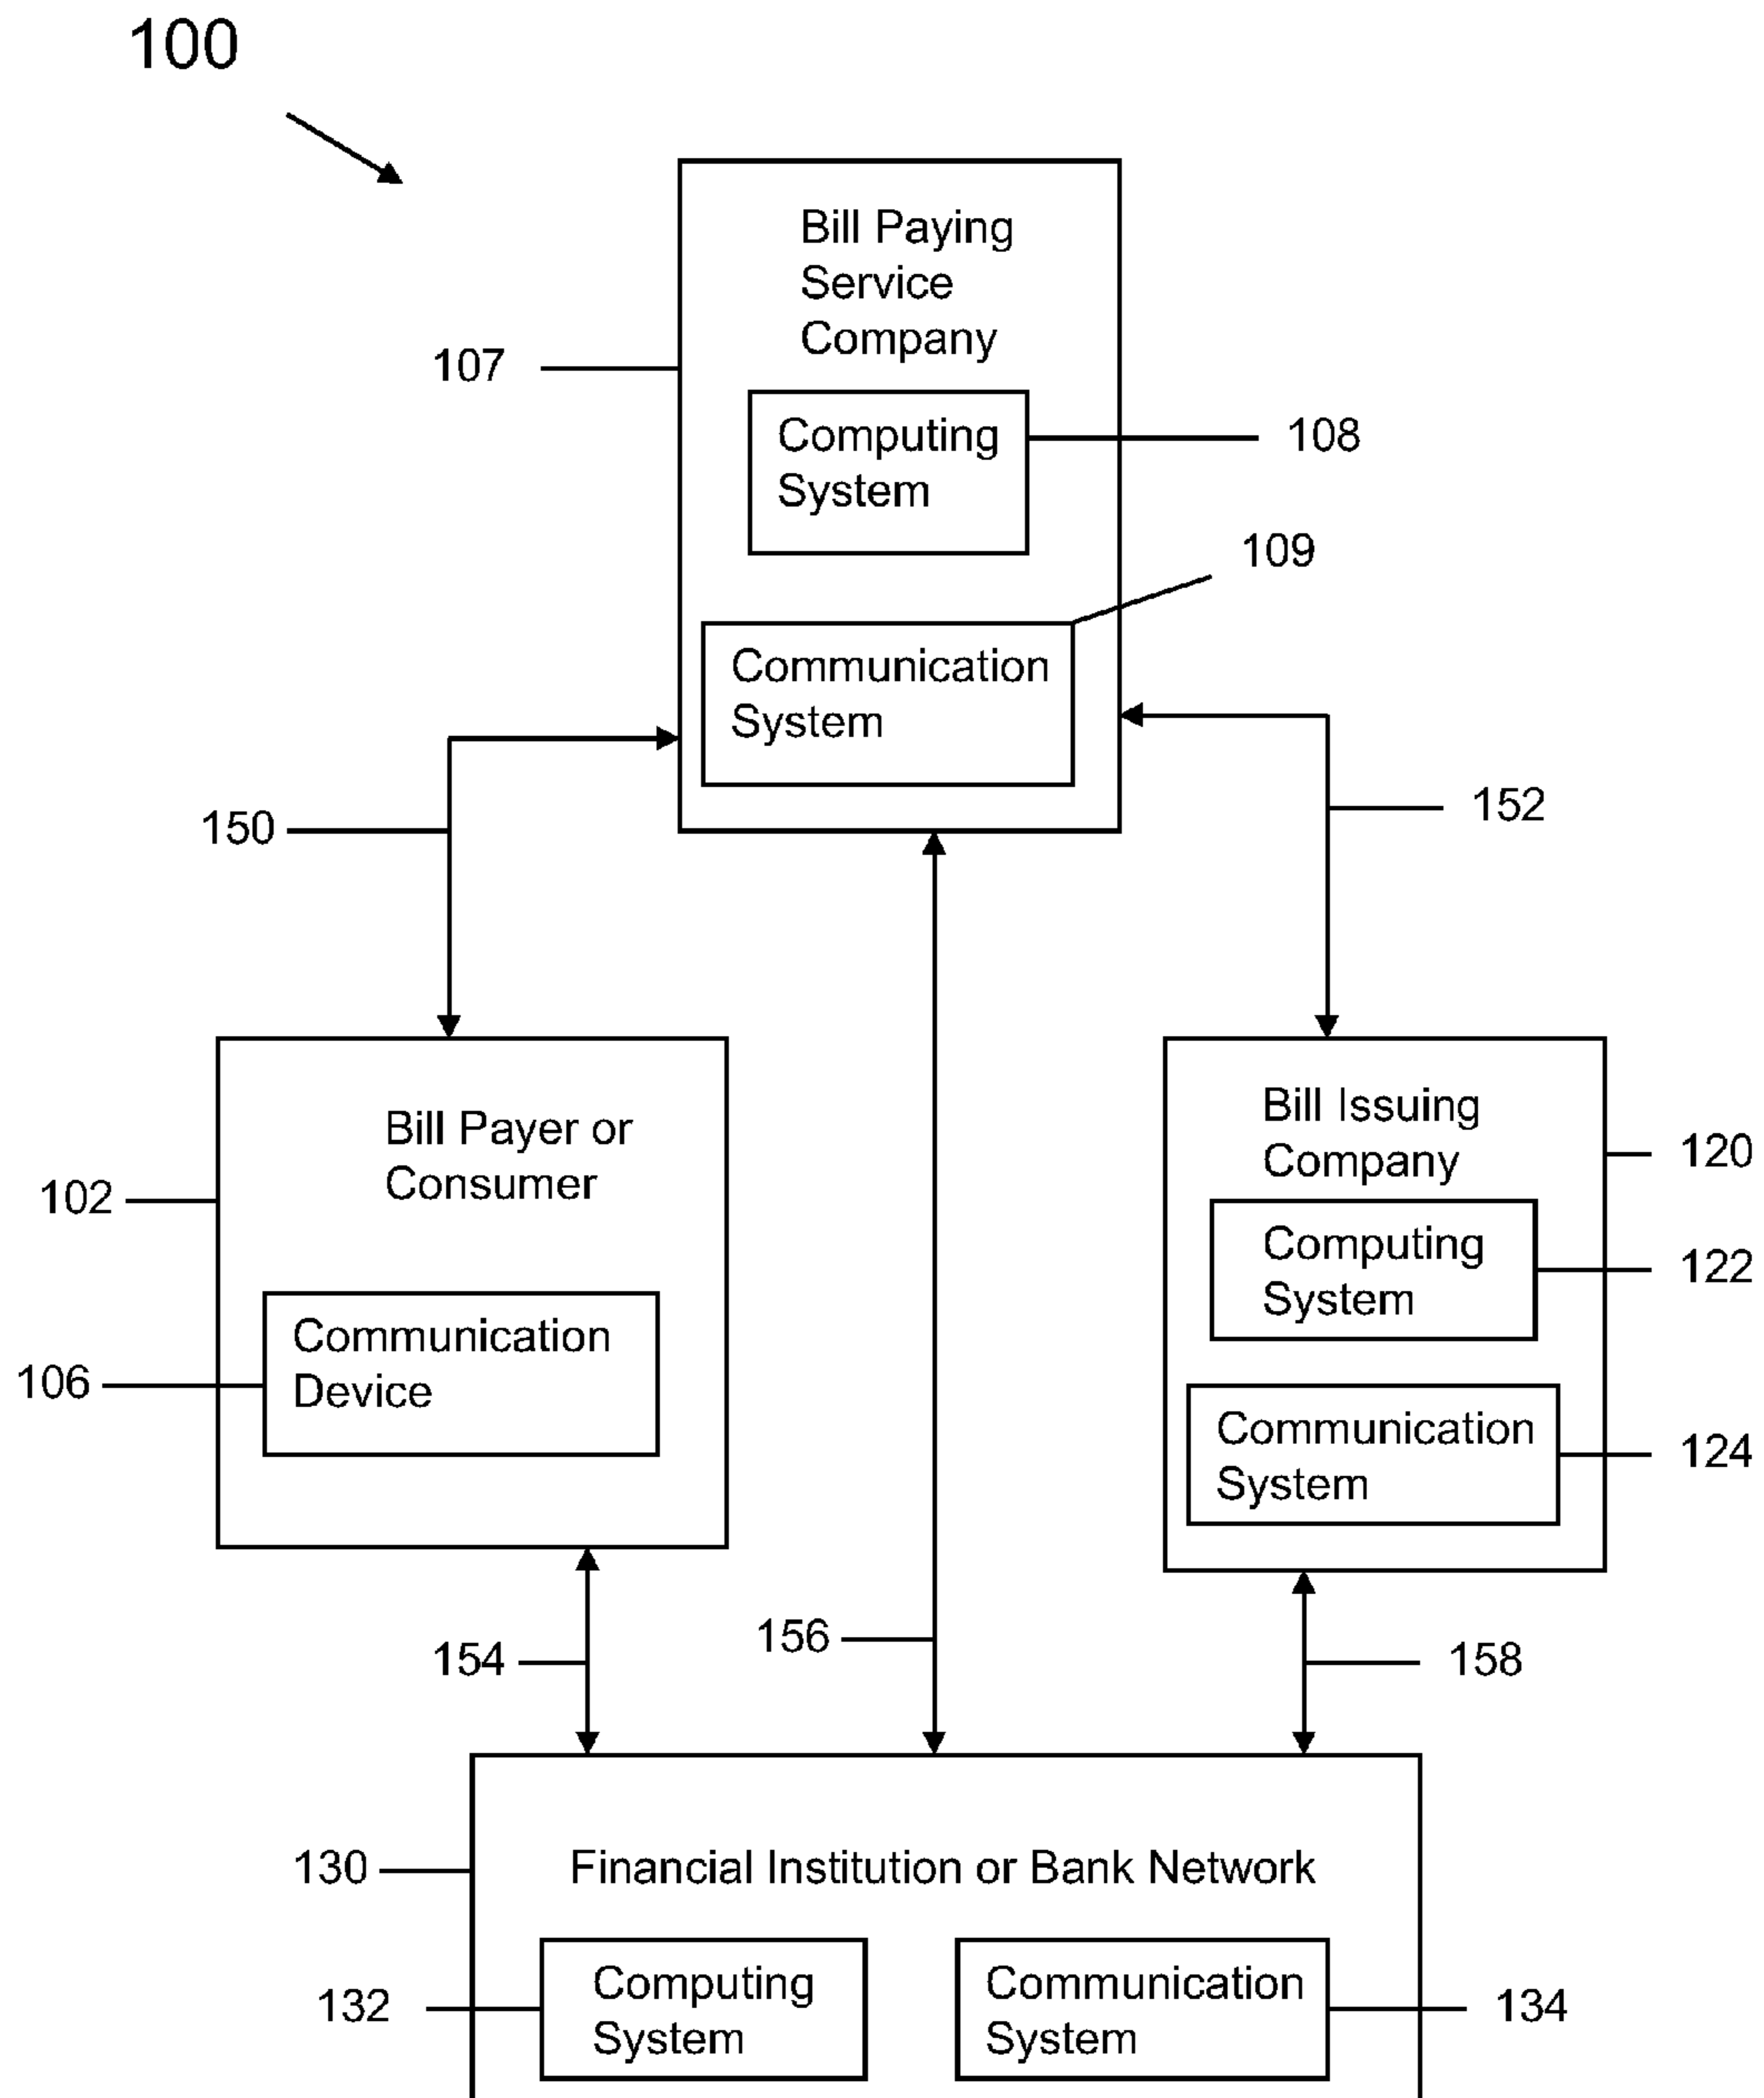 100
Bill Paying
Service
Company
107
Computing
System
108
109
Communication
System
150
152
Bill Payer or
Consumer
102
Communication
Device
106
Bill Issuing
Company
120
Computing
System
122
Communication
System
124
154
156
158
130
Financial Institution or Bank Network
132
Computing
System
Communication
System
134